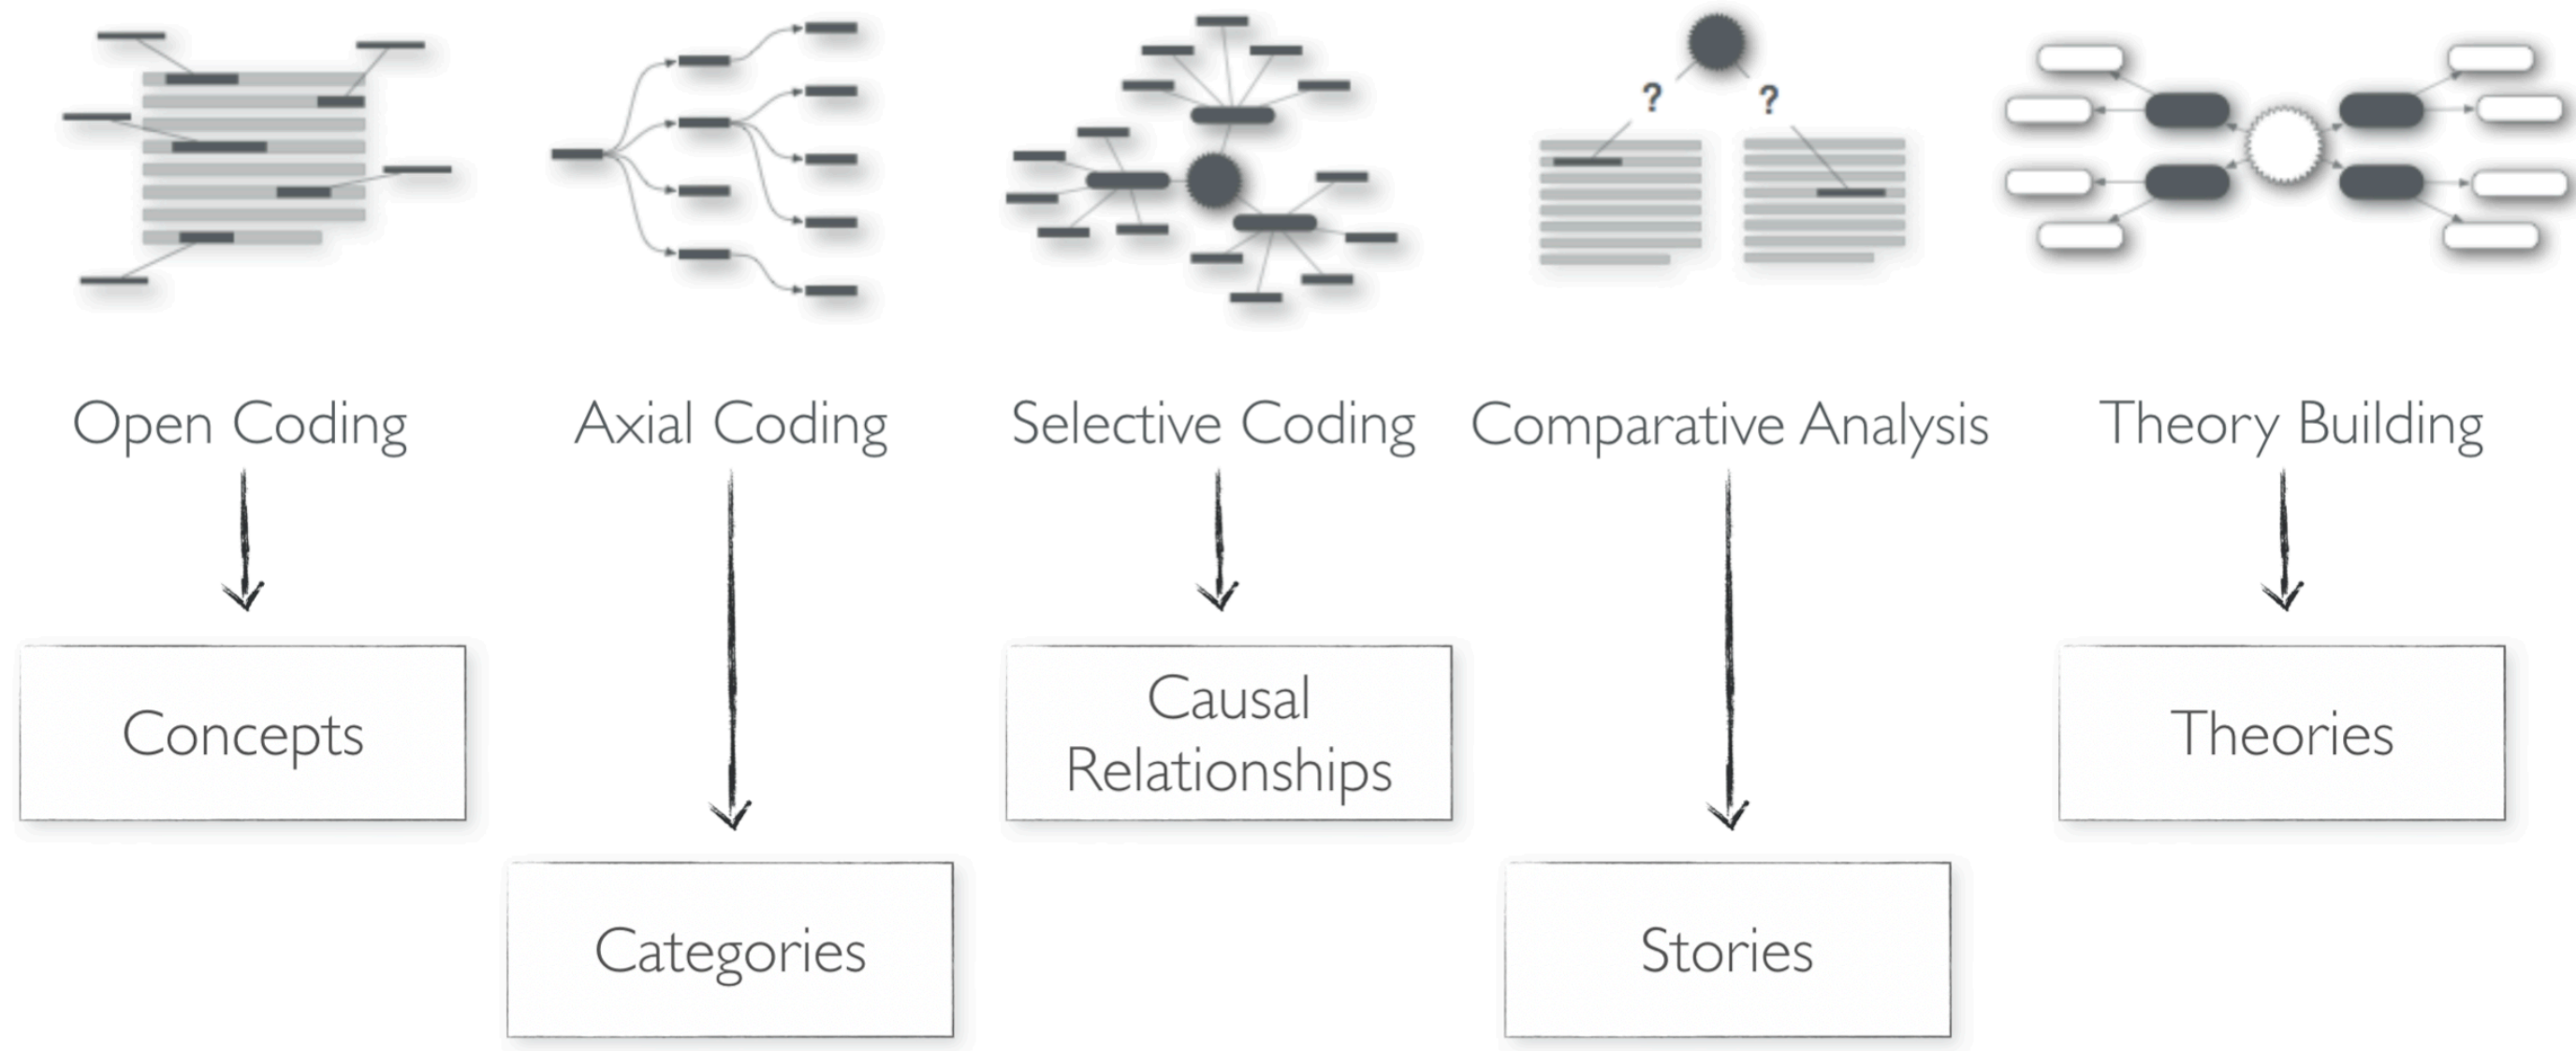 ?
?
Open Coding
Axial Coding
Selective Coding
Comparative Analysis
Theory Building
Concepts
Causal
Relationships
Theories
Categories
Stories